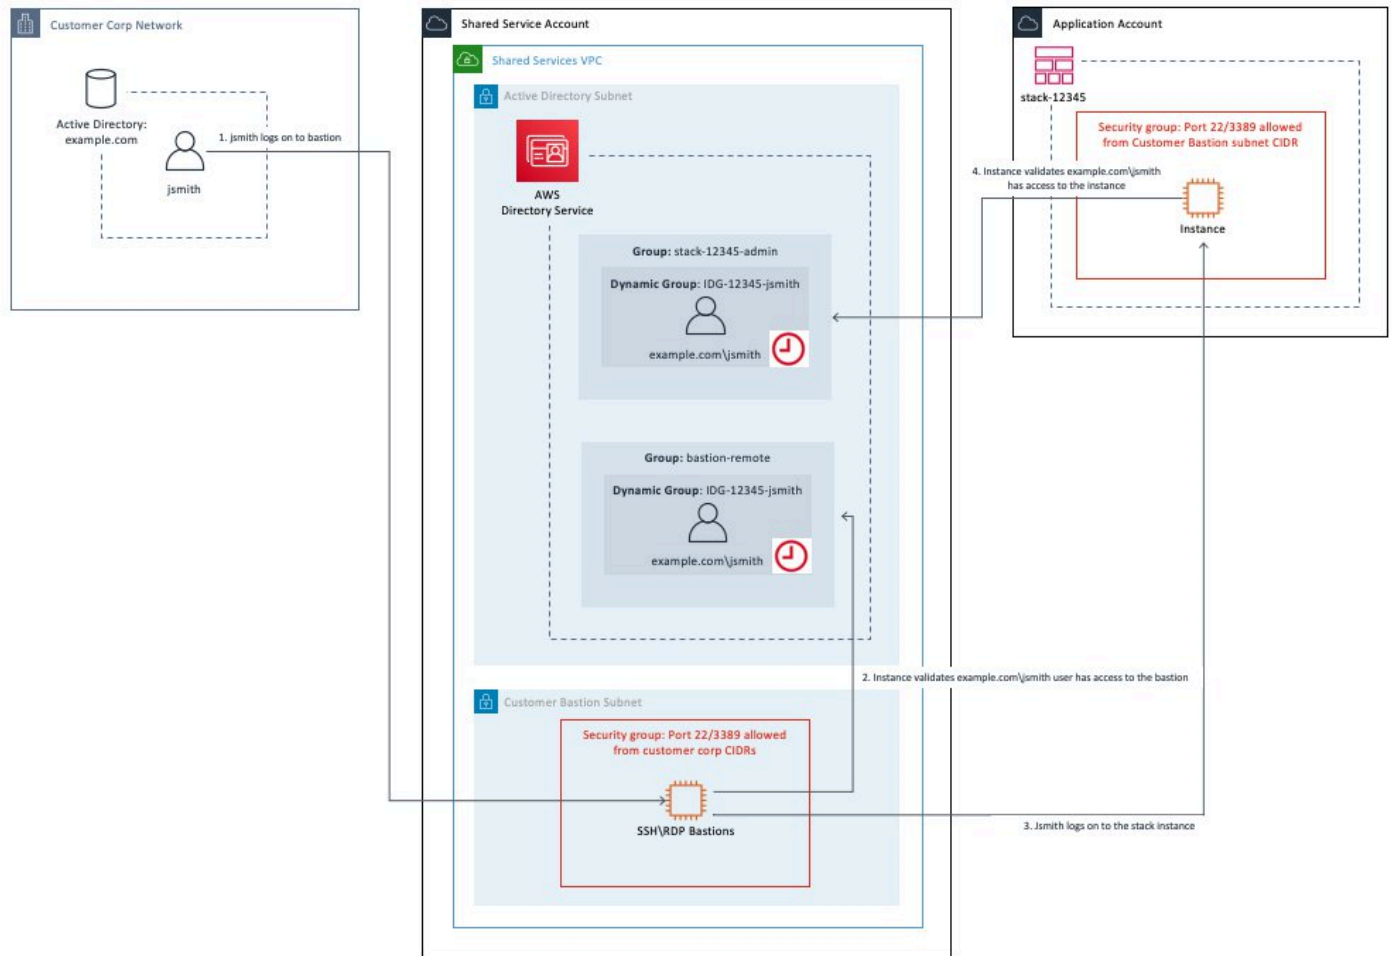 Customer Corp Network
Active Directory:
example.com
jsmith
1. jsmith logs on to bastion
Shared Service Account
Shared Services VPC
Active Directory Subnet
AWS
Directory Service
Group: stack-12345-admin
Dynamic Group: IDG-12345-jsmith
example.com\jsmith
Group: bastion-remote
Dynamic Group: IDG-12345-jsmith
example.com\jsmith
2. Instance validates example.com\jsmith user has access to the bastion
Customer Bastion Subnet
Security group: Port 22/3389 allowed
from customer corp CIDRs
SSH\RDP Bastions
3. Jsmith logs on to the stack instance
Application Account
stack-12345
Security group: Port 22/3389 allowed
from Customer Bastion subnet CIDR
4. Instance validates example.com\jsmith
has access to the instance
Instance